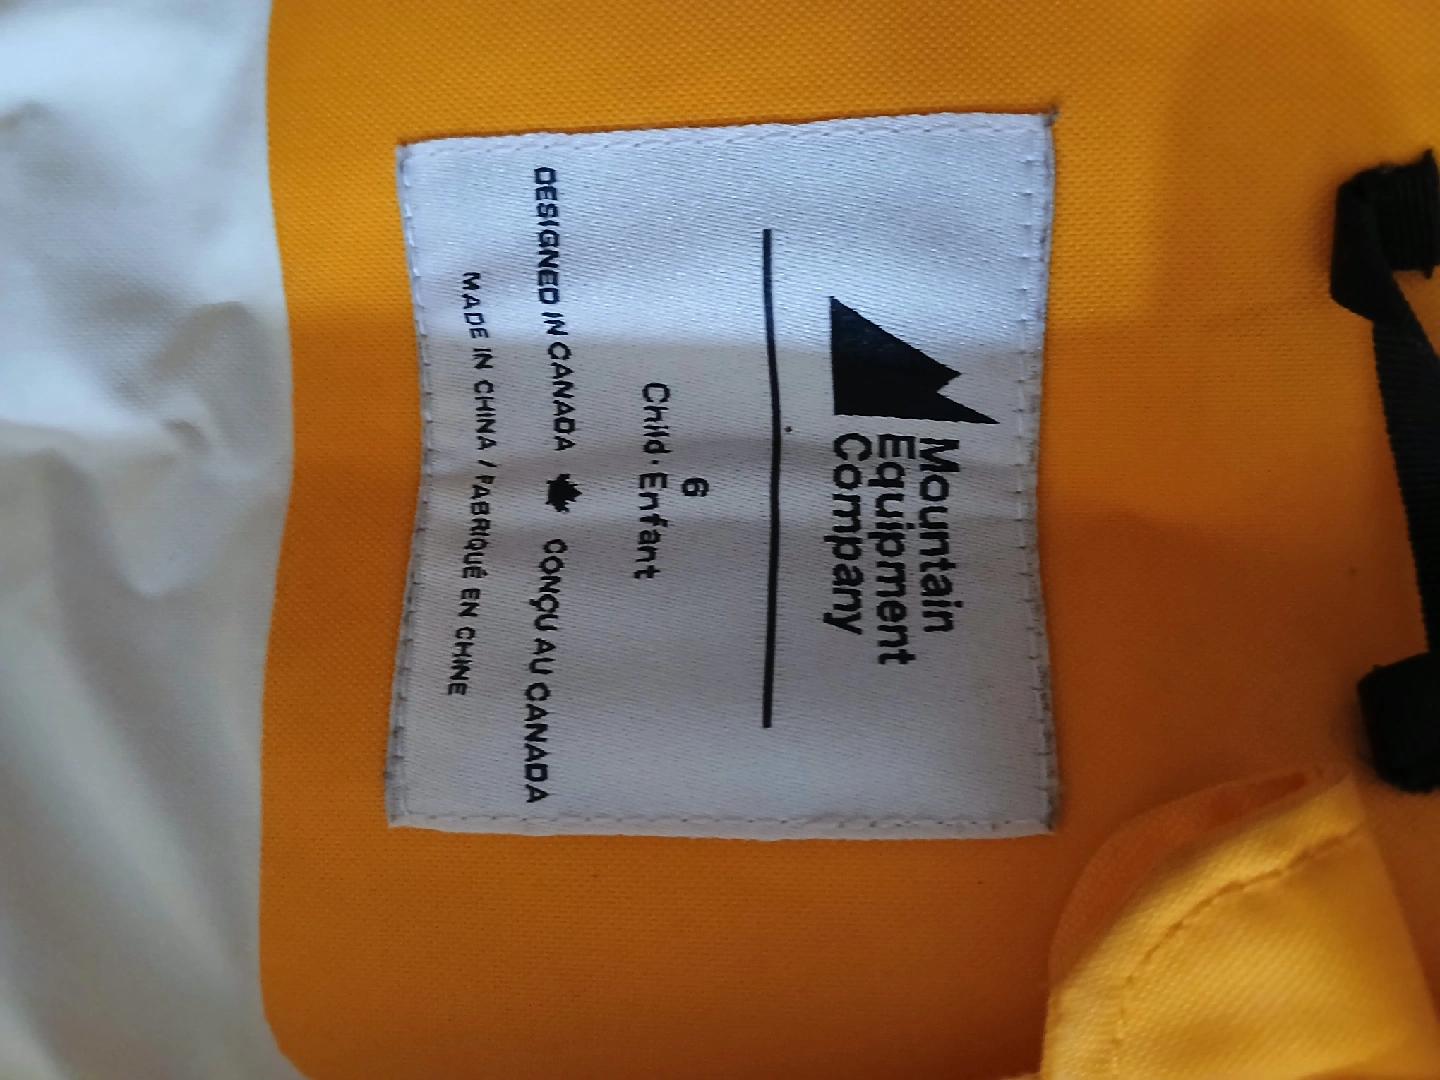 Mountain
Equipment
Company
6
Child·Enfant
DESIGNED IN CANADA CONÇU AU CANADA
MADE IN CHINA / FABRIQUÉ EN CHINE